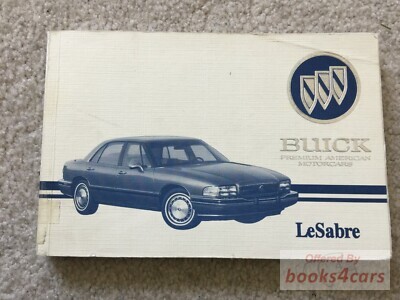 BUICK
PREMIUM AMERICAN
MOTORCARS
LeSabre
Offered By
books4cars